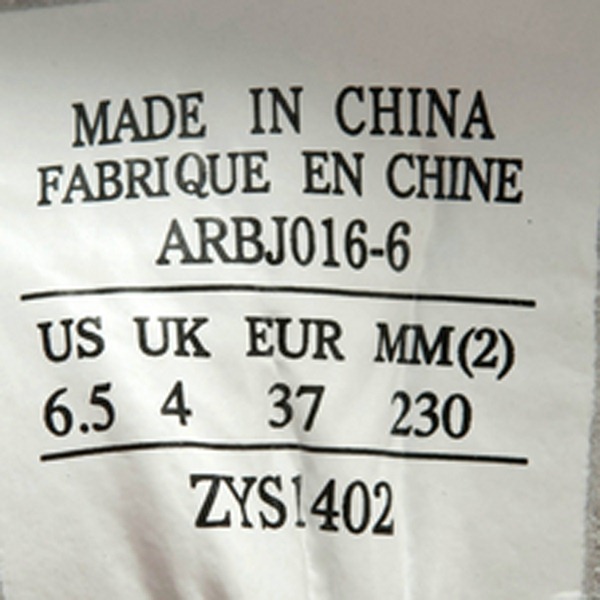 MADE IN CHINA
FABRIQUE EN CHINE
ARBJ016-6
US UK EUR MM(2)
6.5 4 37 230
ZYS1402